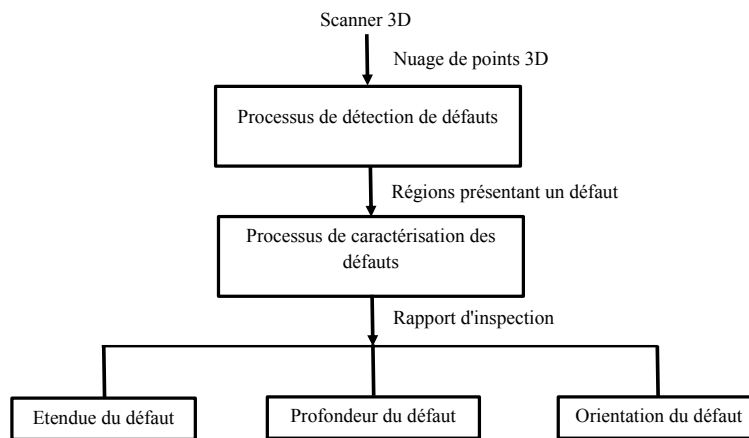 Scanner 3D
Nuage de points 3D
Processus de détection de défauts
Régions présentant un défaut
Processus de caractérisation des
défauts
Rapport d'inspection
Etendue du défaut
Profondeur du défaut
Orientation du défaut